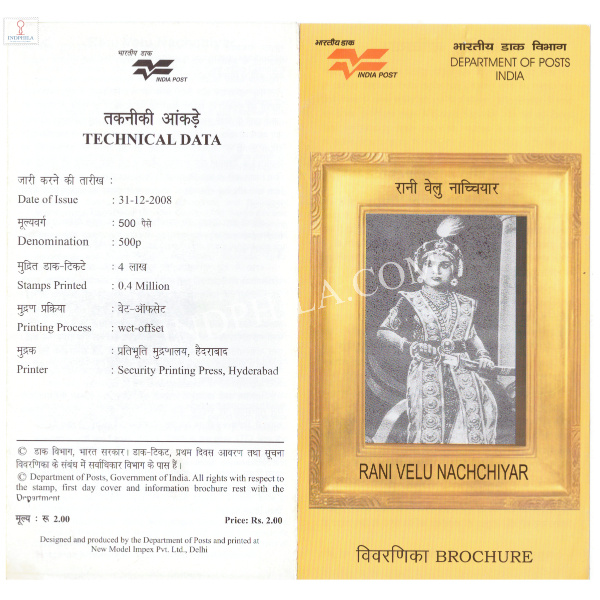 INDPHILA
भारतीय डाक
INDIA POST
तकनीकी आंकड़े
TECHNICAL DATA
जारी करने की तारीख :
Date of Issue : 31-12-2008
मूल्यवर्ग : 500 पैसे
Denomination : 500p
मुद्रित डाक-टिकटें : 4 लाख
Stamps Printed : 0.4 Million
मुद्रण प्रक्रिया : वेट-ऑफसेट
Printing Process : wet-offset
मुद्रक : प्रतिभूति मुद्रणालय, हैदराबाद
Printer : Security Printing Press, Hyderabad
© डाक विभाग, भारत सरकार। डाक-टिकट, प्रथम दिवस आवरण तथा सूचना
विवरणिका के संबंध में सर्वाधिकार विभाग के पास हैं।
© Department of Posts, Government of India. All rights with respect to
the stamp, first day cover and information brochure rest with the
Department
मूल्य : रू 2.00 Price: Rs. 2.00
Designed and produced by the Department of Posts and printed at
New Model Impex Pvt. Ltd., Delhi
भारतीय डाक
INDIA POST
भारतीय डाक विभाग
DEPARTMENT OF POSTS
INDIA
रानी वेलु नाच्चियार
RANI VELU NACHCHIYAR
विवरणिका BROCHURE
INDPHILA.COM